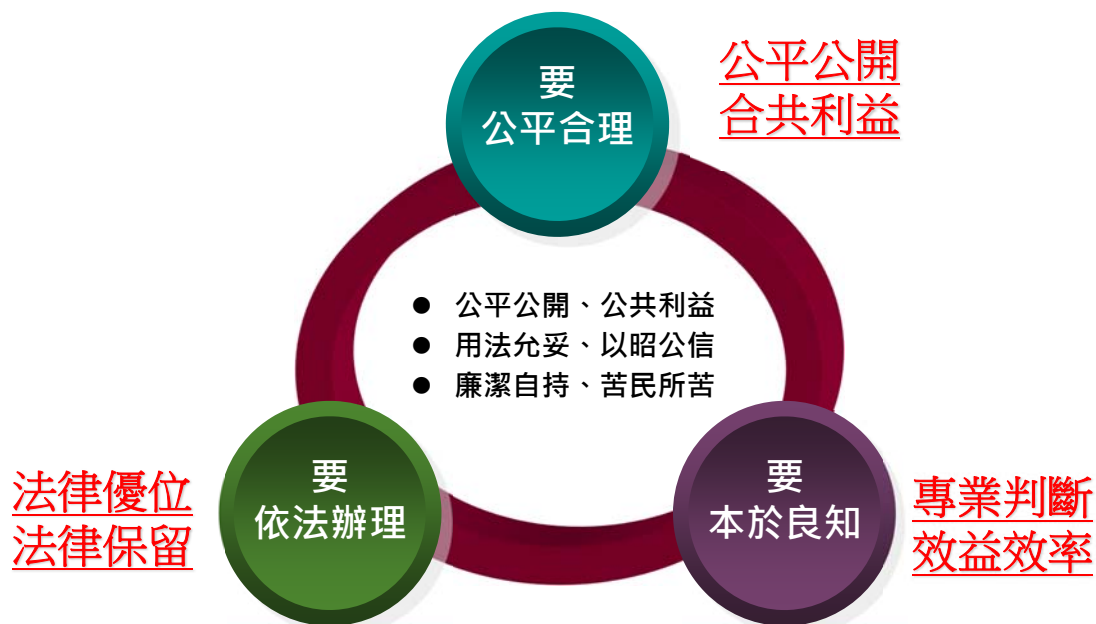 要
公平合理
公平公開
合共利益
● 公平公開、公共利益
● 用法允妥、以昭公信
● 廉潔自持、苦民所苦
法律優位
法律保留
要
依法辦理
要
本於良知
專業判斷
效益效率